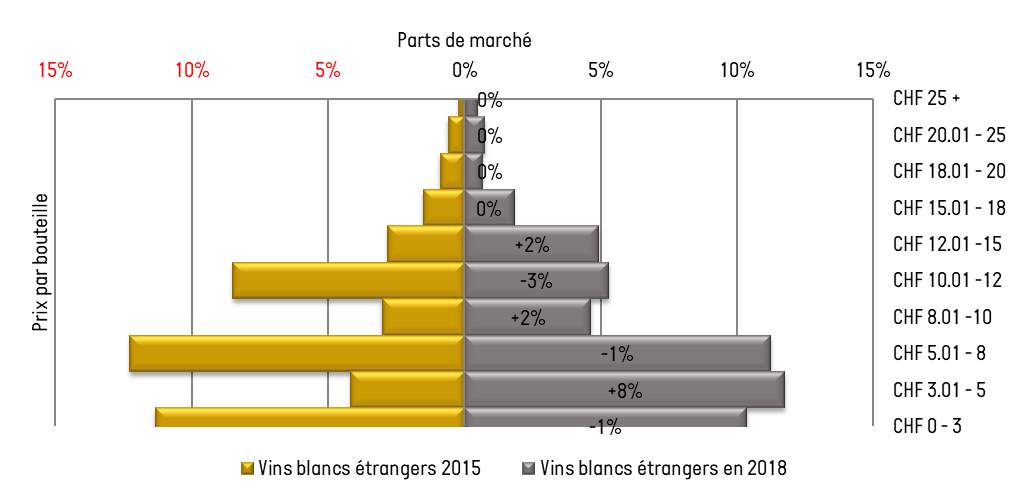 Parts de marché
15% 10% 5% 0% 5% 10% 15%
0% CHF 25 +
0% CHF 20.01 - 25
0% CHF 18.01 - 20
0% CHF 15.01 - 18
+2% CHF 12.01 -15
-3% CHF 10.01 -12
+2% CHF 8.01 -10
-1% CHF 5.01 - 8
+8% CHF 3.01 - 5
-1% CHF 0 - 3
Prix par bouteille
Vins blancs étrangers 2015 Vins blancs étrangers en 2018